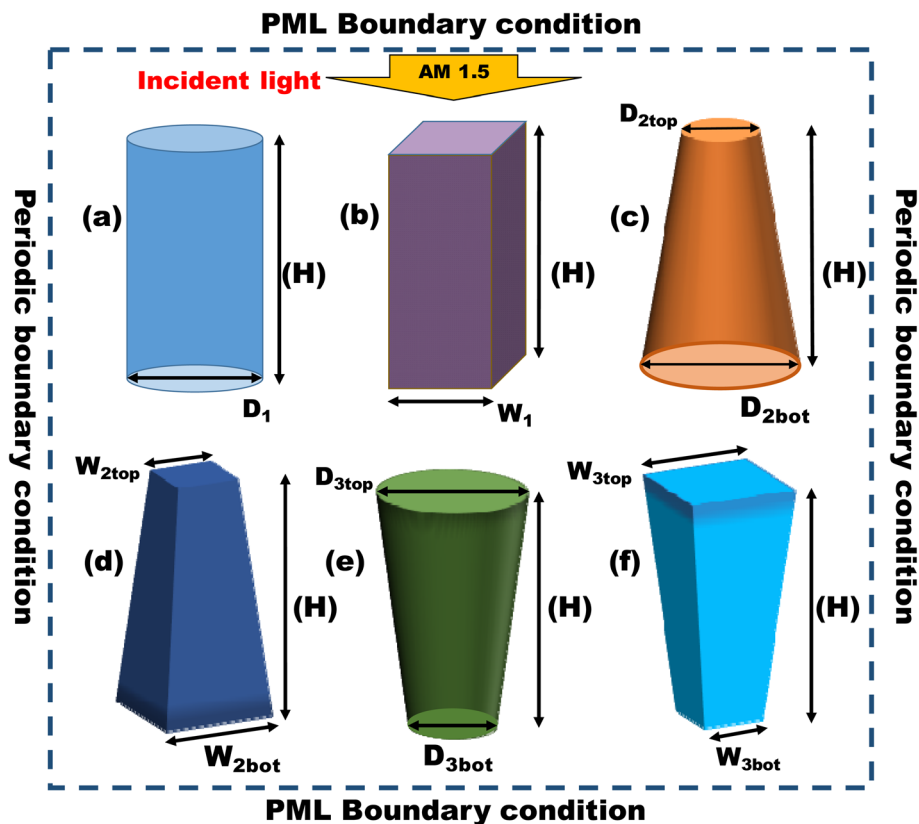 PML Boundary condition
Incident light
AM 1.5
Periodic boundary condition
Periodic boundary condition
(a)
(H)
D1
(b)
(H)
W1
D2top
(c)
(H)
D2bot
W2top
(d)
(H)
W2bot
D3top
(e)
(H)
D3bot
W3top
(f)
(H)
W3bot
PML Boundary condition